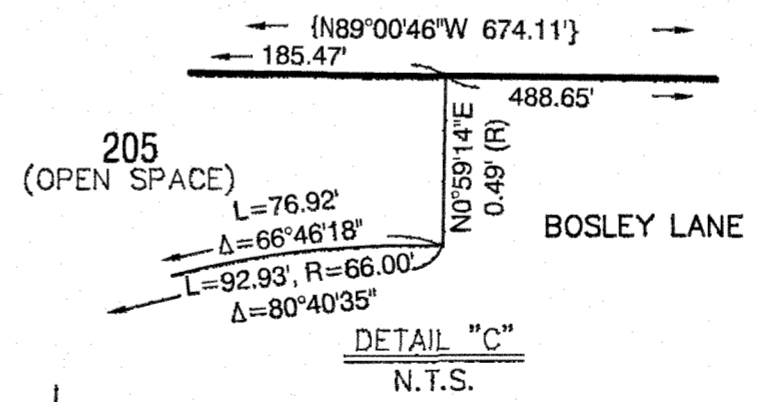 {N89°00'46"W 674.11'}
185.47'
488.65'
N0°59'14"E
0.49' (R)
205
(OPEN SPACE)
L=76.92'
Δ=66°46'18"
L=92.93', R=66.00'
Δ=80°40'35"
BOSLEY LANE
DETAIL "C"
N.T.S.